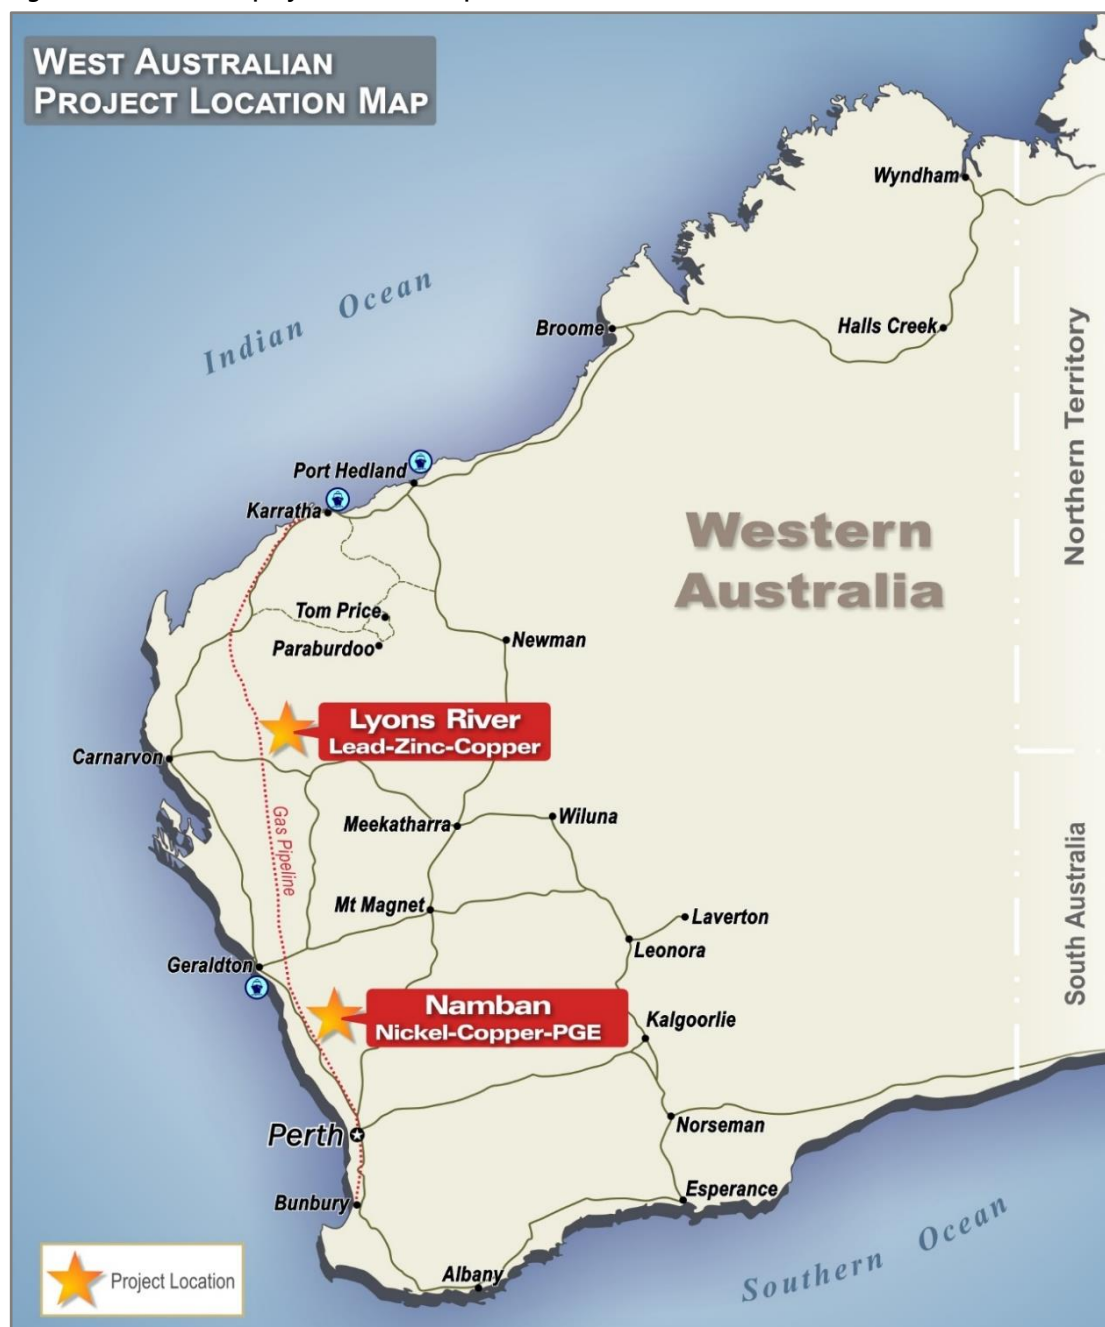 WEST AUSTRALIAN
PROJECT LOCATION MAP
Wyndham
Indian Ocean
Broome
Halls Creek
Northern Territory
Port Hedland
Karratha
Western
Australia
Tom Price
Paraburdoo
Newman
Lyons River
Lead-Zinc-Copper
Carnarvon
Gas Pipeline
Meekatharra
Wiluna
Mt Magnet
Laverton
Leonora
South Australia
Geraldton
Namban
Nickel-Copper-PGE
Kalgoorlie
Perth
Norseman
Bunbury
Esperance
Southern Ocean
Albany
Project Location